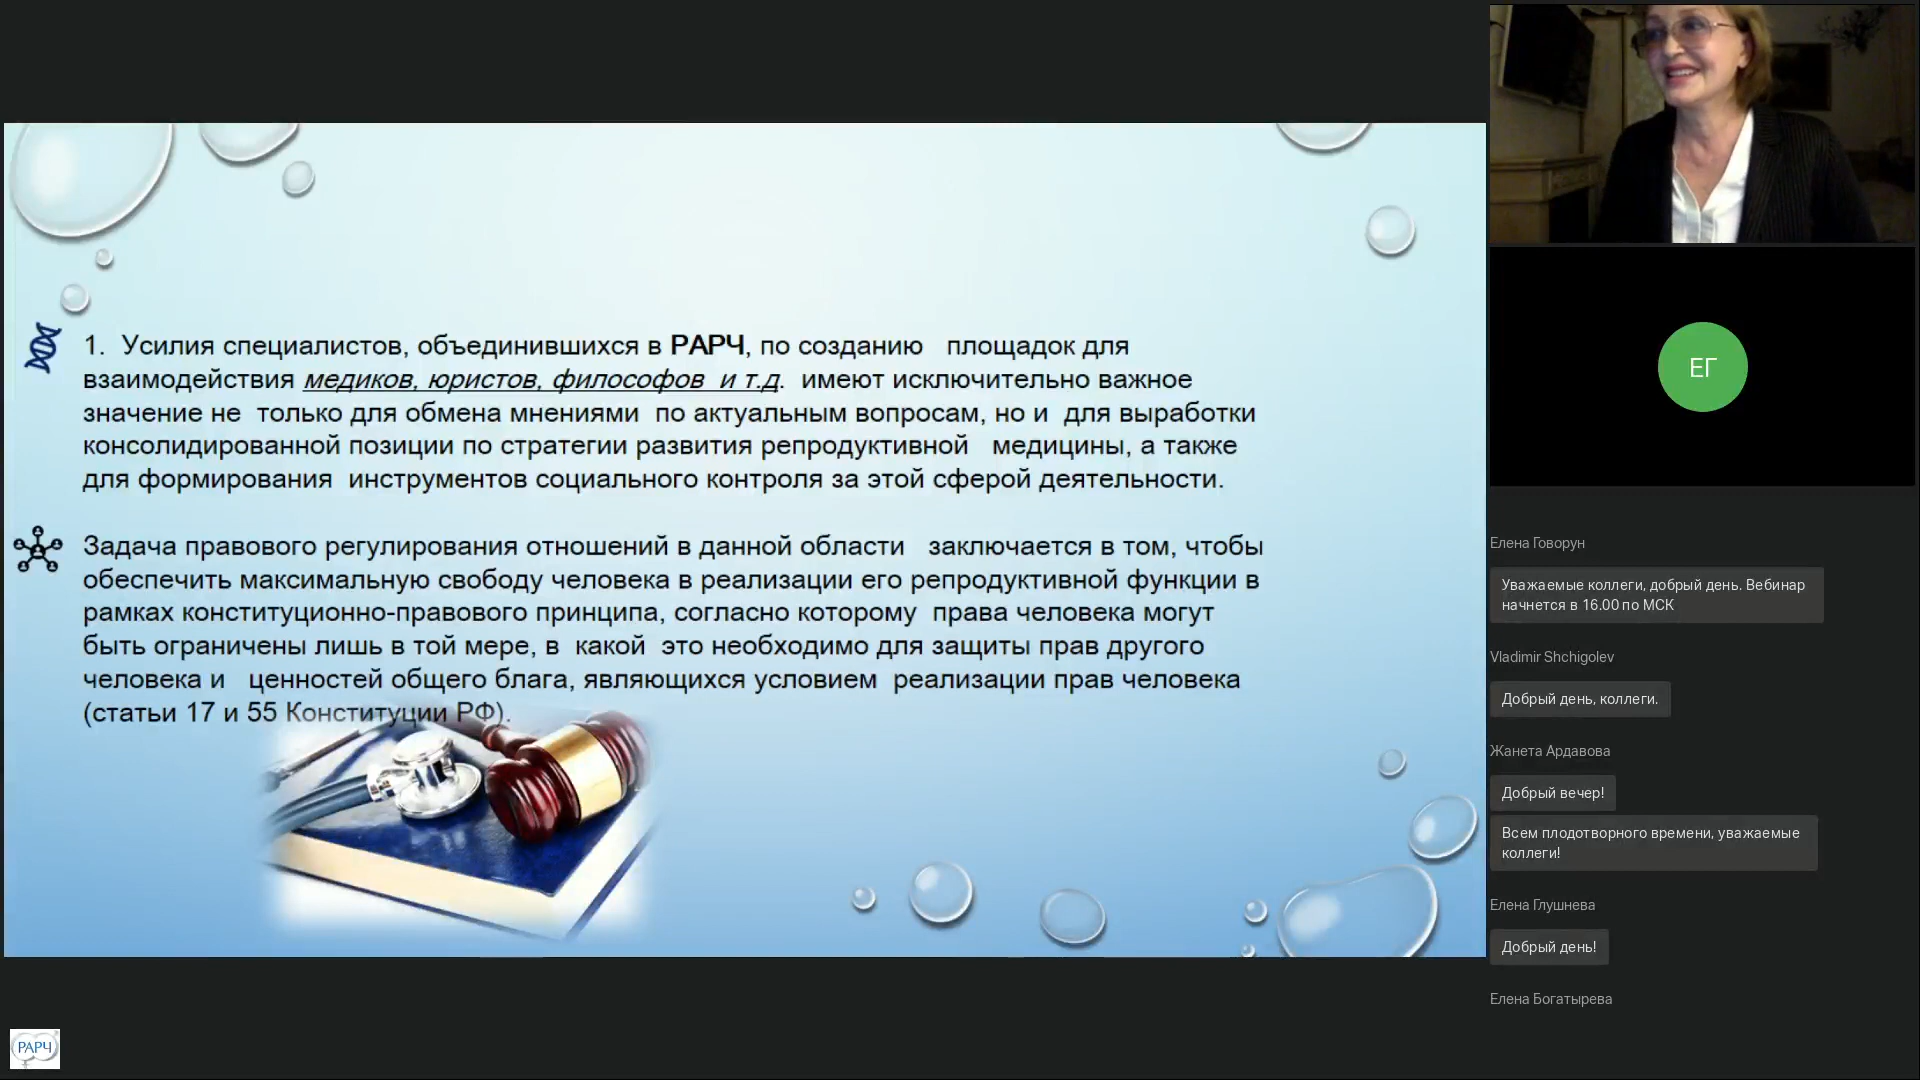 1. Усилия специалистов, объединившихся в РАРЧ, по созданию площадок для
взаимодействия медиков, юристов, философов и т.д. имеют исключительно важное
значение не только для обмена мнениями по актуальным вопросам, но и для выработки
консолидированной позиции по стратегии развития репродуктивной медицины, а также
для формирования инструментов социального контроля за этой сферой деятельности.
Задача правового регулирования отношений в данной области заключается в том, чтобы
обеспечить максимальную свободу человека в реализации его репродуктивной функции в
рамках конституционно-правового принципа, согласно которому права человека могут
быть ограничены лишь в той мере, в какой это необходимо для защиты прав другого
человека и ценностей общего блага, являющихся условием реализации прав человека
(статьи 17 и 55 Конституции РФ).
РАРЧ
ЕГ
Елена Говорун
Уважаемые коллеги, добрый день. Вебинар
начнется в 16.00 по МСК
Vladimir Shchigolev
Добрый день, коллеги.
Жанета Ардавова
Добрый вечер!
Всем плодотворного времени, уважаемые
коллеги!
Елена Глушнева
Добрый день!
Елена Богатырева